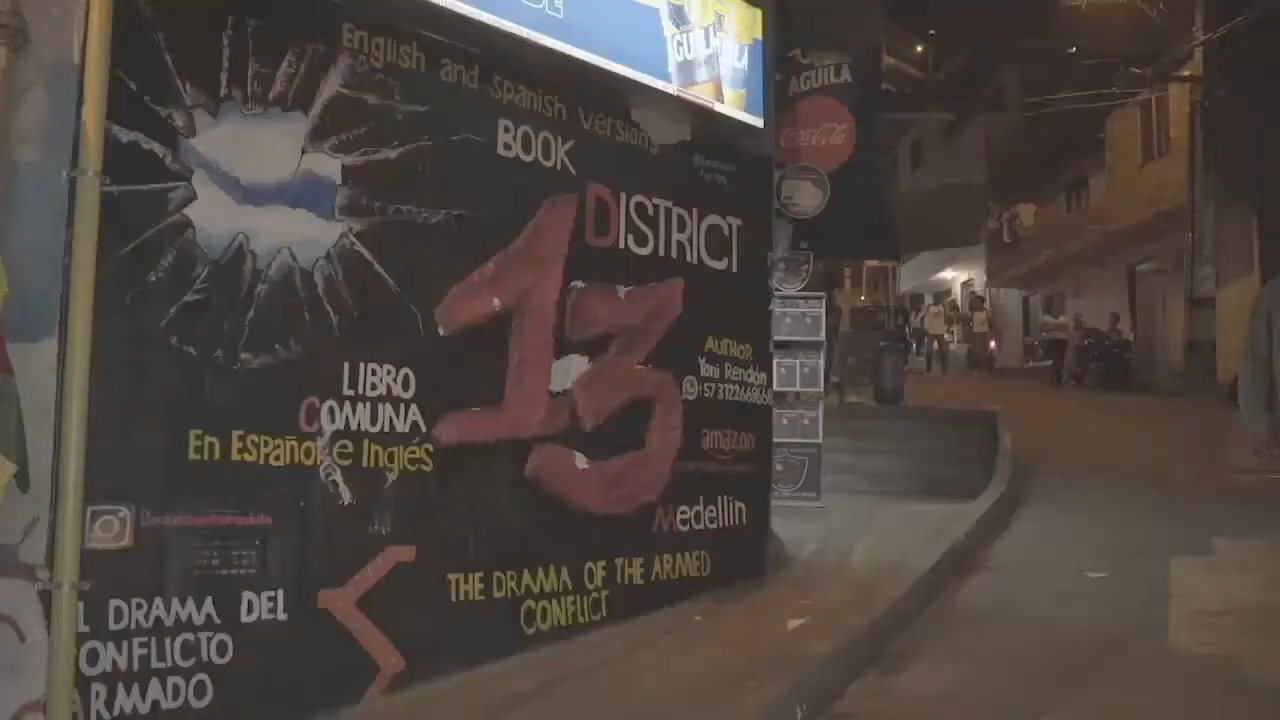 English and spanish versions
BOOK
DISTRICT
13
AUTHOR
Yoni Rendón
amazon
Medellin
THE DRAMA OF THE ARMED
CONFLICT
LIBRO
COMUNA
En Español e Inglés
L DRAMA DEL
ONFLICTO
ARMADO
AGUILA
Coca-Cola